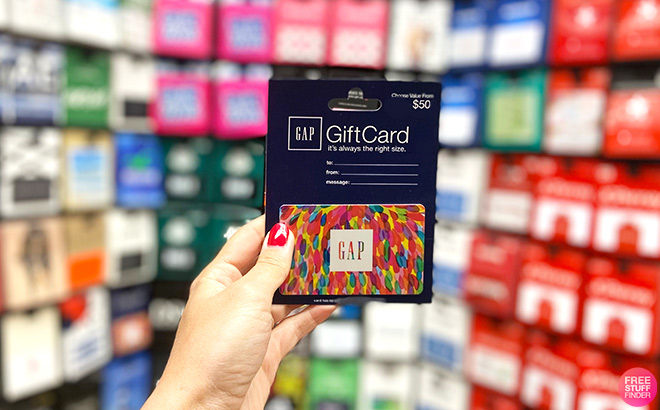 Choose Value From
$50
GAP
GiftCard
it's always the right size.
to:
from:
message:
GAP
FREE
STUFF
FINDER